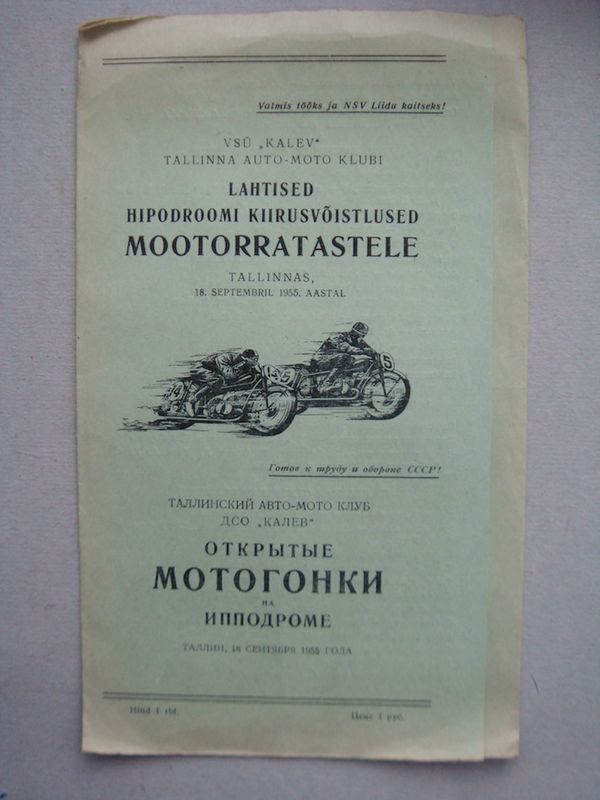 Valmis tööks ja NSV Liidu kaitseks!
VSÜ „KALEV“
TALLINNA AUTO-MOTO KLUBI
LAHTISED
HIPODROOMI KIIRUSVÕISTLUSED
MOOTORRATASTELE
TALLINNAS,
18. SEPTEMBRIL 1955. AASTAL
35
5
Готов к труду и обороне СССР!
ТАЛЛИНСКИЙ АВТО-МОТО КЛУБ
ДСО „КАЛЕВ“
ОТКРЫТЫЕ
МОТОГОНКИ
НА
ИППОДРОМЕ
ТАЛЛИН, 18 СЕНТЯБРЯ 1955 ГОДА
Hind 1 rbl.
Цена 1 руб.